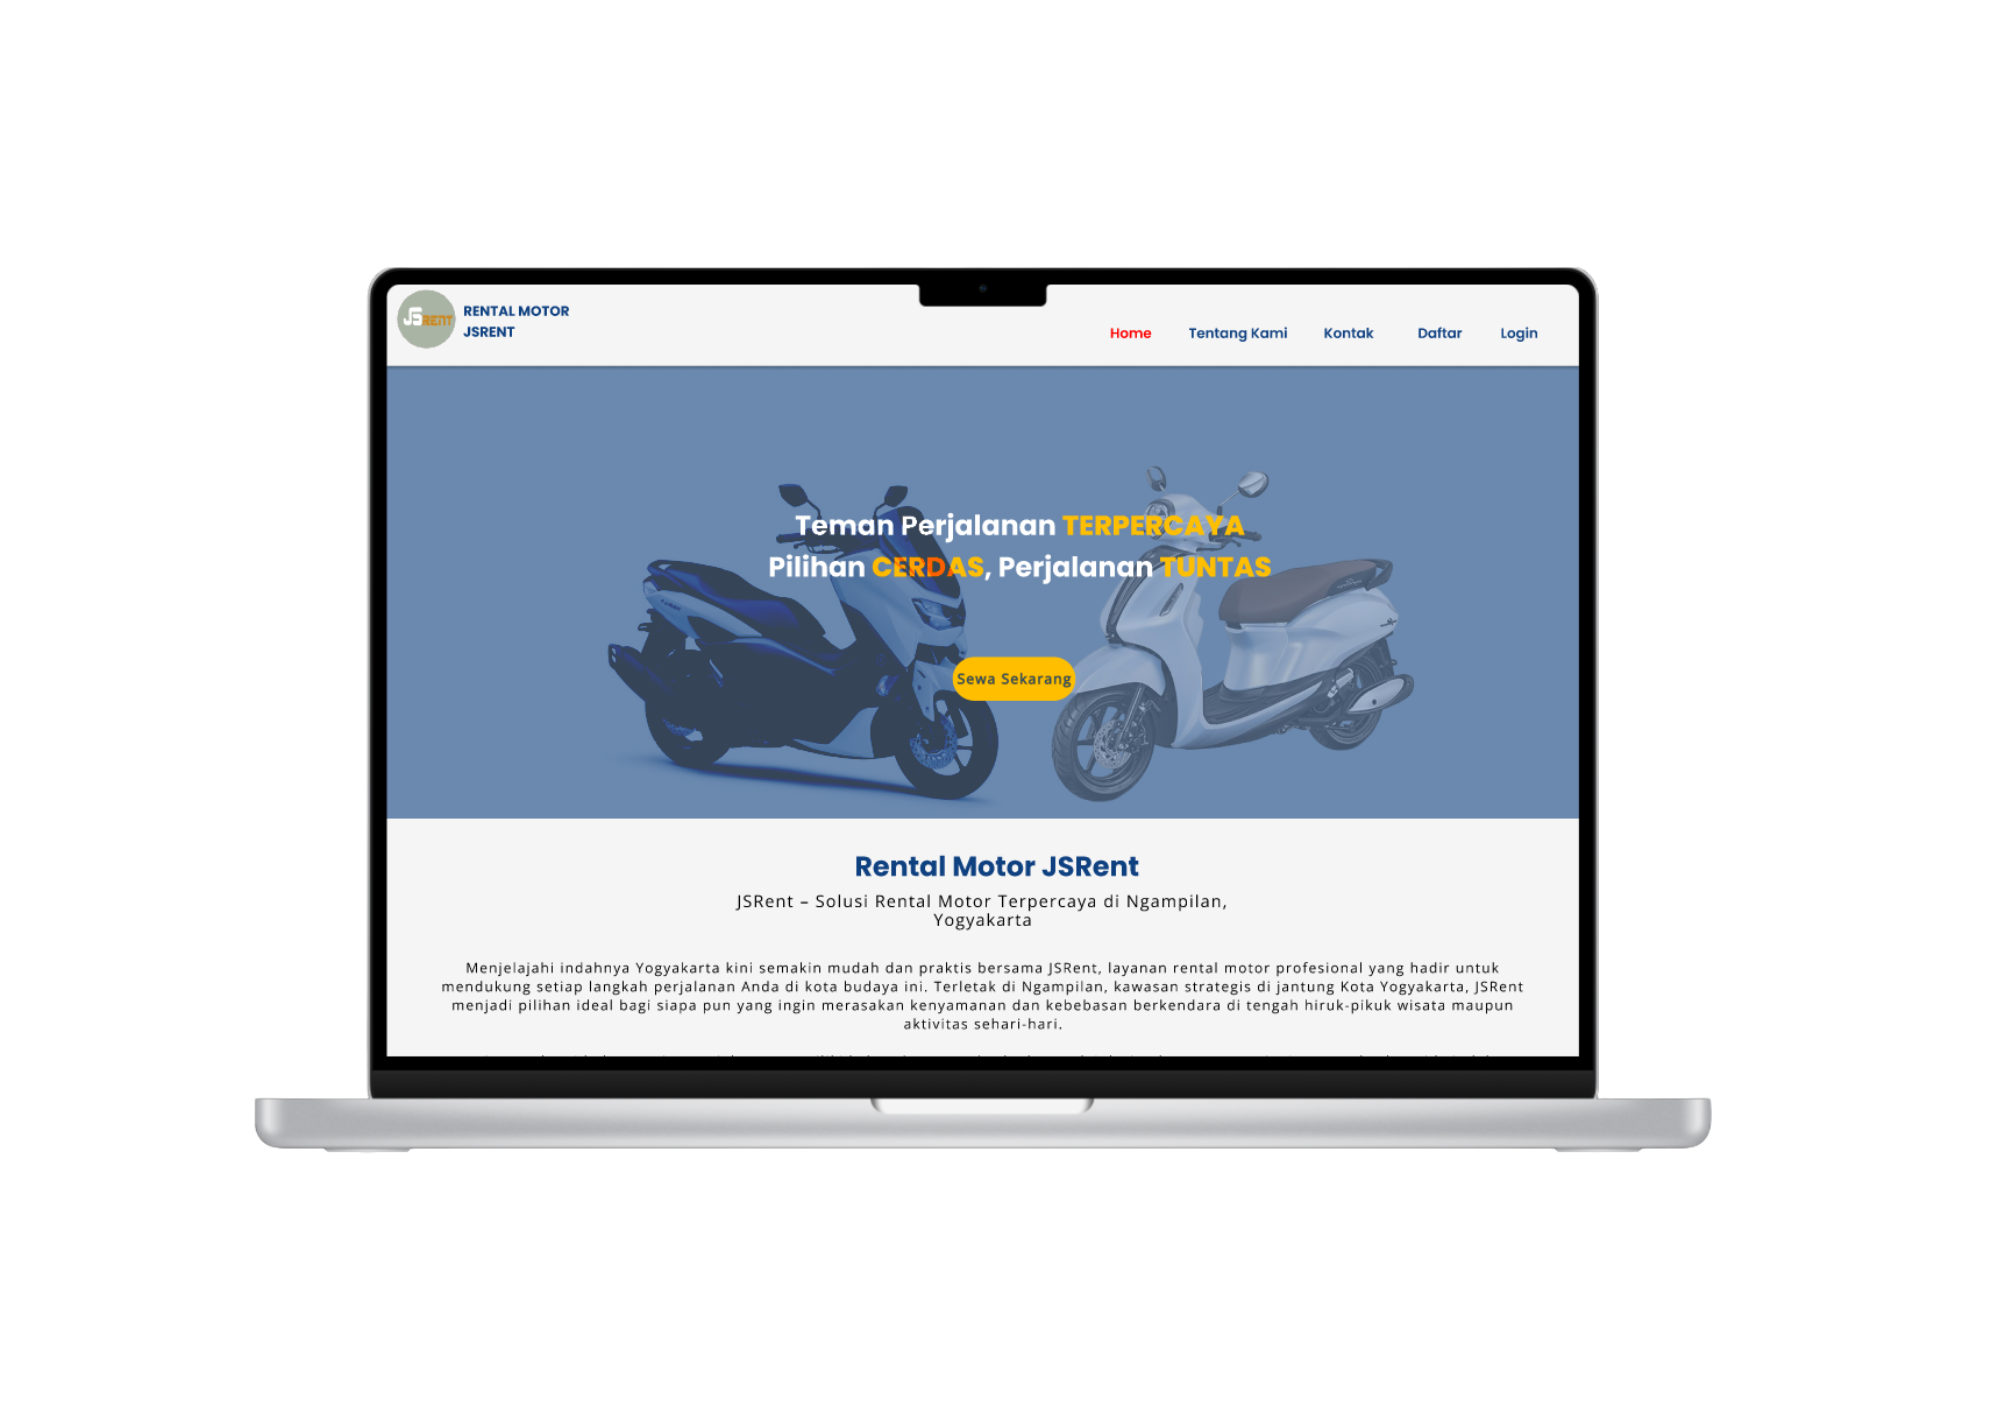 JSRENT
RENTAL MOTOR
JSRENT
Home Tentang Kami Kontak Daftar Login
Teman Perjalanan TERPERCAYA
Pilihan CERDAS, Perjalanan TUNTAS
Sewa Sekarang
Rental Motor JSRent
JSRent – Solusi Rental Motor Terpercaya di Ngampilan,
Yogyakarta
Menjelajahi indahnya Yogyakarta kini semakin mudah dan praktis bersama JSRent, layanan rental motor profesional yang hadir untuk
mendukung setiap langkah perjalanan Anda di kota budaya ini. Terletak di Ngampilan, kawasan strategis di jantung Kota Yogyakarta, JSRent
menjadi pilihan ideal bagi siapa pun yang ingin merasakan kenyamanan dan kebebasan berkendara di tengah hiruk-pikuk wisata maupun
aktivitas sehari-hari.